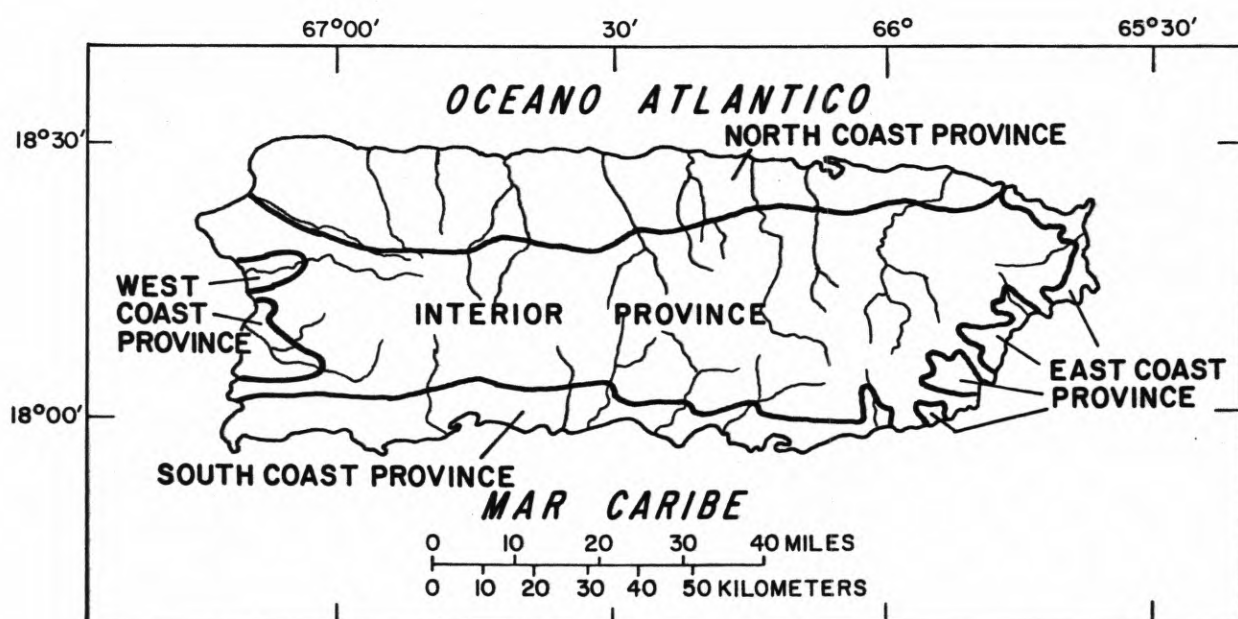 67°00' 30' 66° 65°30'
OCEANO ATLANTICO
18°30'
NORTH COAST PROVINCE
WEST
COAST
PROVINCE
INTERIOR PROVINCE
EAST COAST
PROVINCE
18°00'
SOUTH COAST PROVINCE
MAR CARIBE
0 10 20 30 40 MILES
0 10 20 30 40 50 KILOMETERS